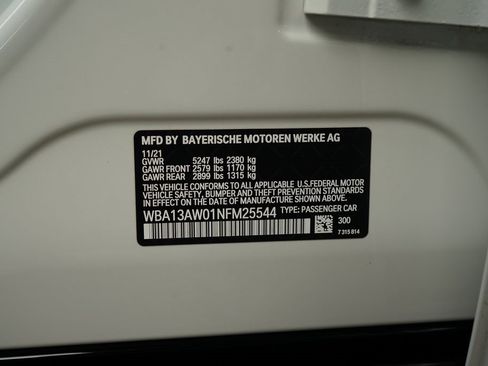 MFD BY BAYERISCHE MOTOREN WERKE AG
11/21
GVWR 5247 lbs 2380 kg
GAWR FRONT 2579 lbs 1170 kg
GAWR REAR 2899 lbs 1315 kg
THIS VEHICLE CONFORMS TO ALL APPLICABLE U.S.FEDERAL MOTOR
VEHICLE SAFETY, BUMPER AND THEFT PREVENTION STANDARDS
IN EFFECT ON THE DATE OF MANUFACTURE SHOWN ABOVE.
WBA13AW01NFM25544 TYPE: PASSENGER CAR
300
7 315 814